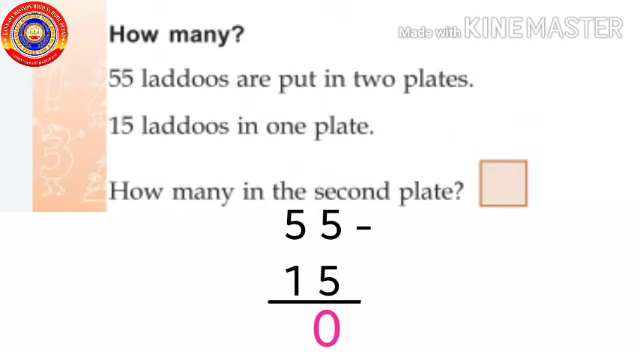 How many?
Made with KINEMASTER
55 laddoos are put in two plates.
15 laddoos in one plate.
How many in the second plate?
5 5 -
1 5
0